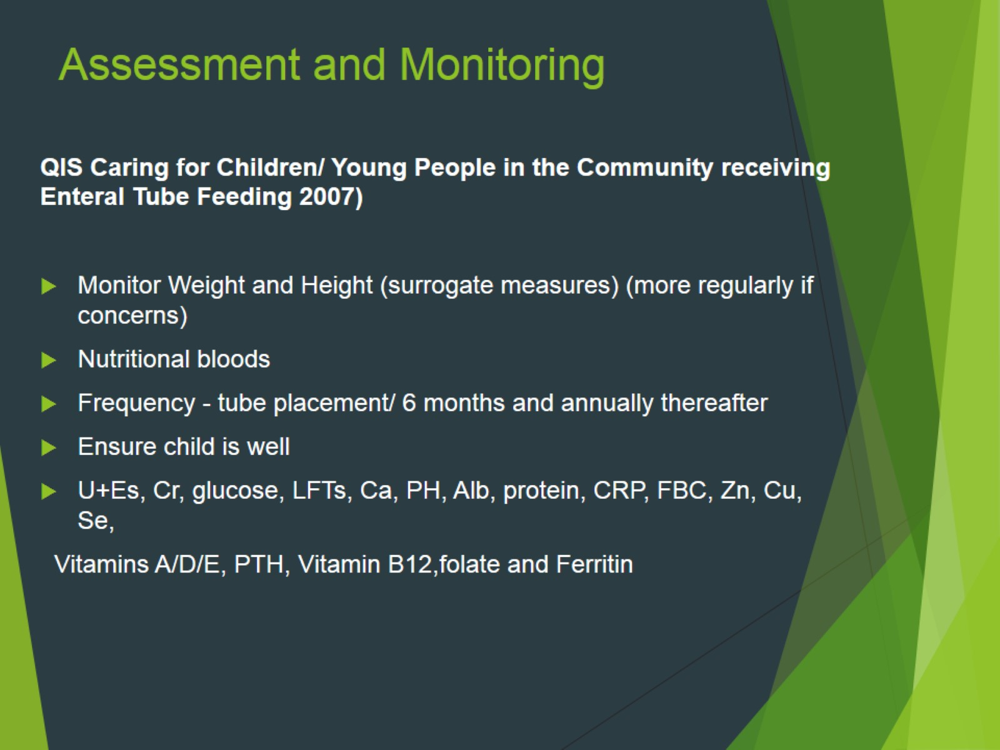 Assessment and Monitoring
QIS Caring for Children/ Young People in the Community receiving
Enteral Tube Feeding 2007)
Monitor Weight and Height (surrogate measures) (more regularly if
concerns)
Nutritional bloods
Frequency - tube placement/ 6 months and annually thereafter
Ensure child is well
U+Es, Cr, glucose, LFTs, Ca, PH, Alb, protein, CRP, FBC, Zn, Cu,
Se,
Vitamins A/D/E, PTH, Vitamin B12,folate and Ferritin